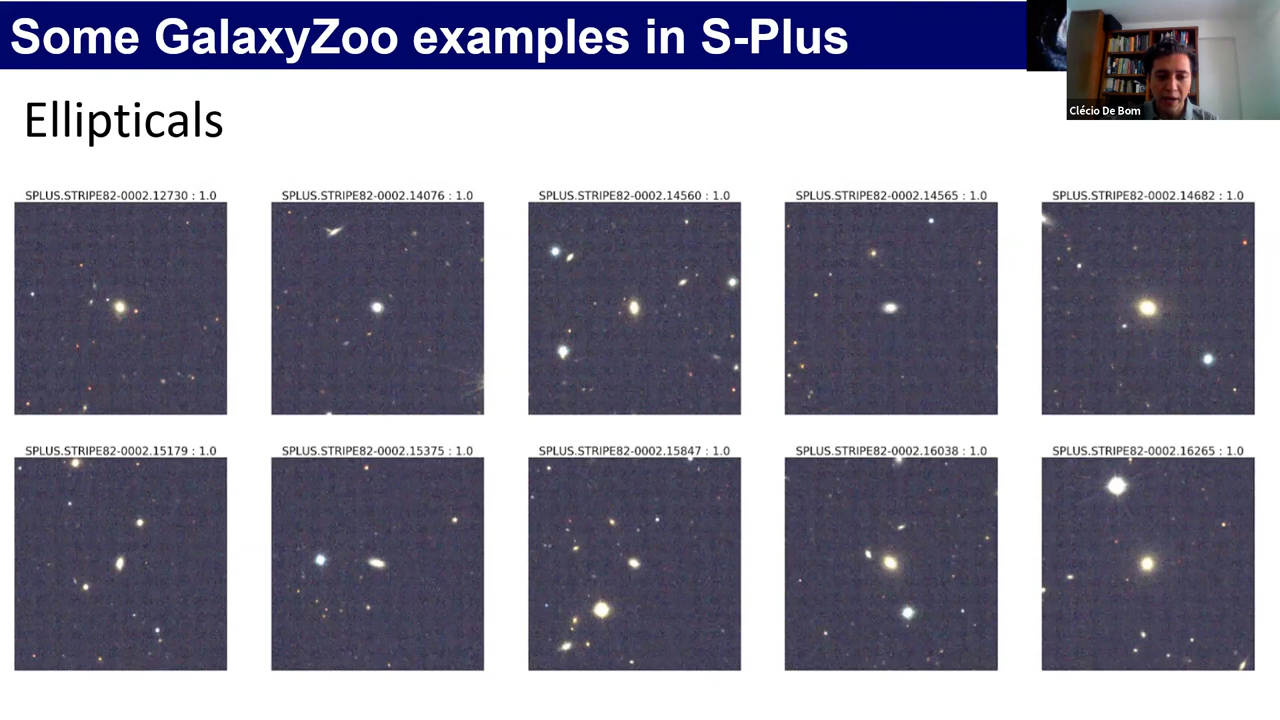 Some GalaxyZoo examples in S-Plus
Clécio De Bom
Ellipticals
SPLUS.STRIPE82-0002.12730 : 1.0
SPLUS.STRIPE82-0002.14076 : 1.0
SPLUS.STRIPE82-0002.14560 : 1.0
SPLUS.STRIPE82-0002.14565 : 1.0
SPLUS.STRIPE82-0002.14682 : 1.0
SPLUS.STRIPE82-0002.15179 : 1.0
SPLUS.STRIPE82-0002.15375 : 1.0
SPLUS.STRIPE82-0002.15847 : 1.0
SPLUS.STRIPE82-0002.16038 : 1.0
SPLUS.STRIPE82-0002.16265 : 1.0